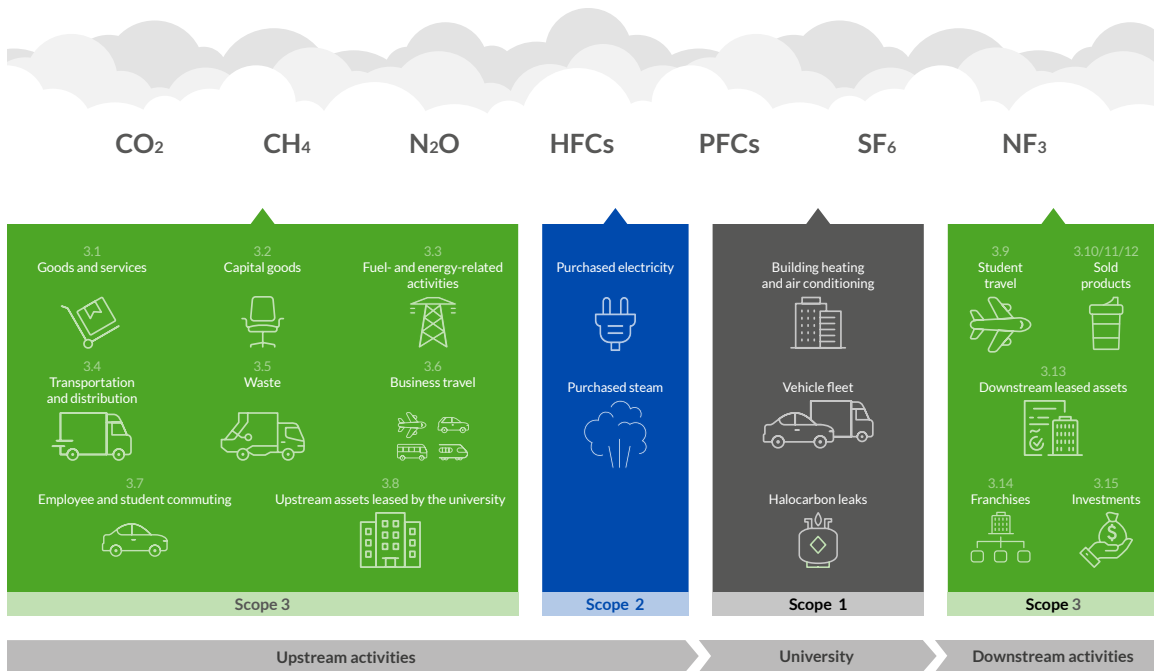 CO₂ CH₄ N₂O HFCs PFCs SF₆ NF₃
3.1
Goods and services
3.2
Capital goods
3.3
Fuel- and energy-related
activities
3.4
Transportation
and distribution
3.5
Waste
3.6
Business travel
3.7
Employee and student commuting
3.8
Upstream assets leased by the university
Scope 3
Purchased electricity
Purchased steam
Scope 2
Building heating
and air conditioning
Vehicle fleet
Halocarbon leaks
Scope 1
3.9
Student
travel
3.10/11/12
Sold
products
3.13
Downstream leased assets
3.14
Franchises
3.15
Investments
$
Scope 3
Upstream activities
University
Downstream activities